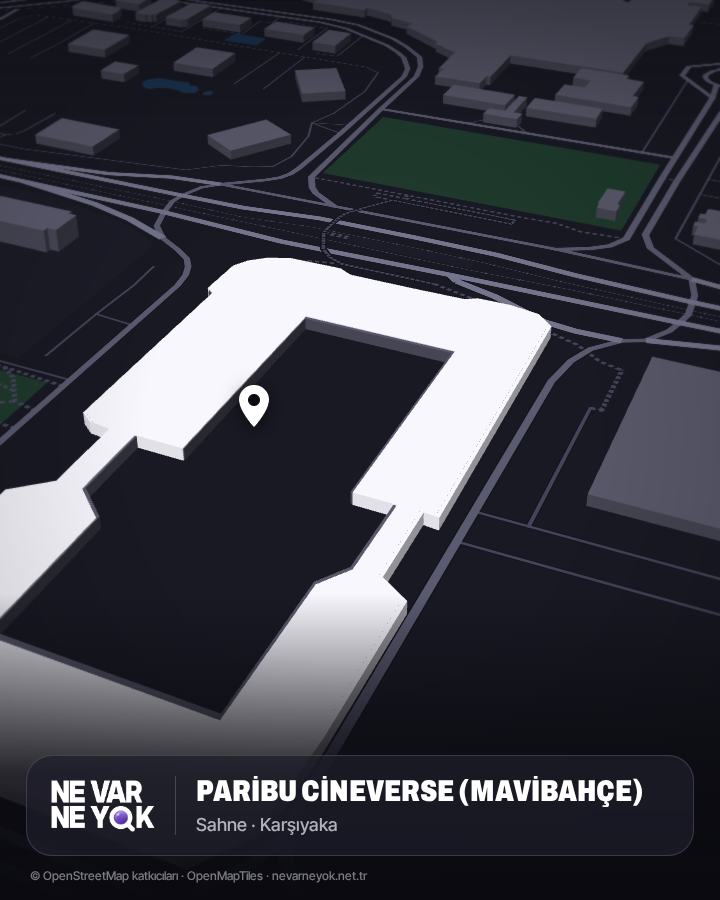 NE VAR
NE YOK
PARİBU CİNEVERSE (MAVİBAHÇE)
Sahne · Karşıyaka
© OpenStreetMap katkıcıları · OpenMapTiles · nevarneyok.net.tr